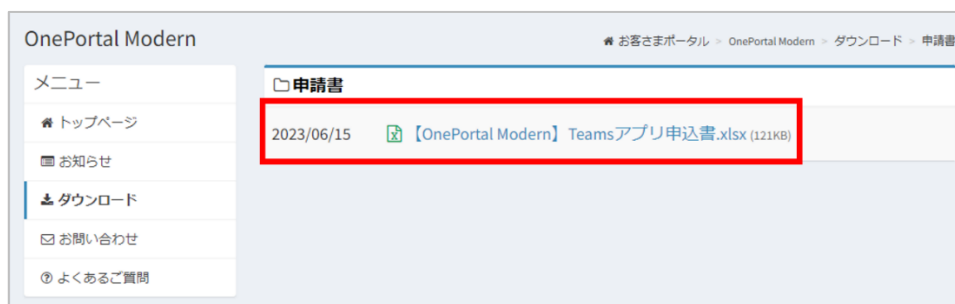 OnePortal Modern
お客さまポータル > OnePortal Modern > ダウンロード > 申請書
メニュー
トップページ
お知らせ
ダウンロード
お問い合わせ
よくあるご質問
申請書
2023/06/15 【OnePortal Modern】Teamsアプリ申込書.xlsx (121KB)